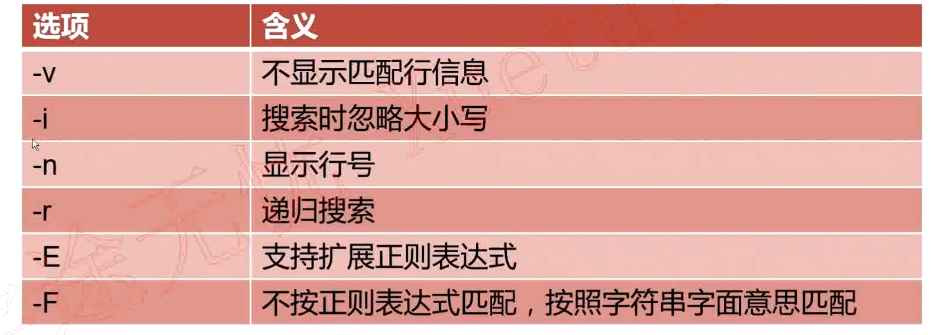 选项 含义
-v 不显示匹配行信息
-i 搜索时忽略大小写
-n 显示行号
-r 递归搜索
-E 支持扩展正则表达式
-F 不按正则表达式匹配，按照字符串字面意思匹配